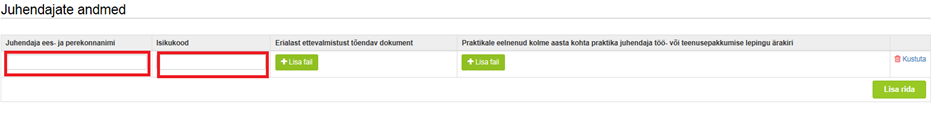 Juhendajate andmed
Juhendaja ees- ja perekonnanimi Isikukood Erialast ettevalmistust tõendav dokument Praktikale eelnenud kolme aasta kohta praktika juhendaja töö- või teenusepakkumise lepingu ärakiri
+ Lisa fail + Lisa fail Kustuta
Lisa rida